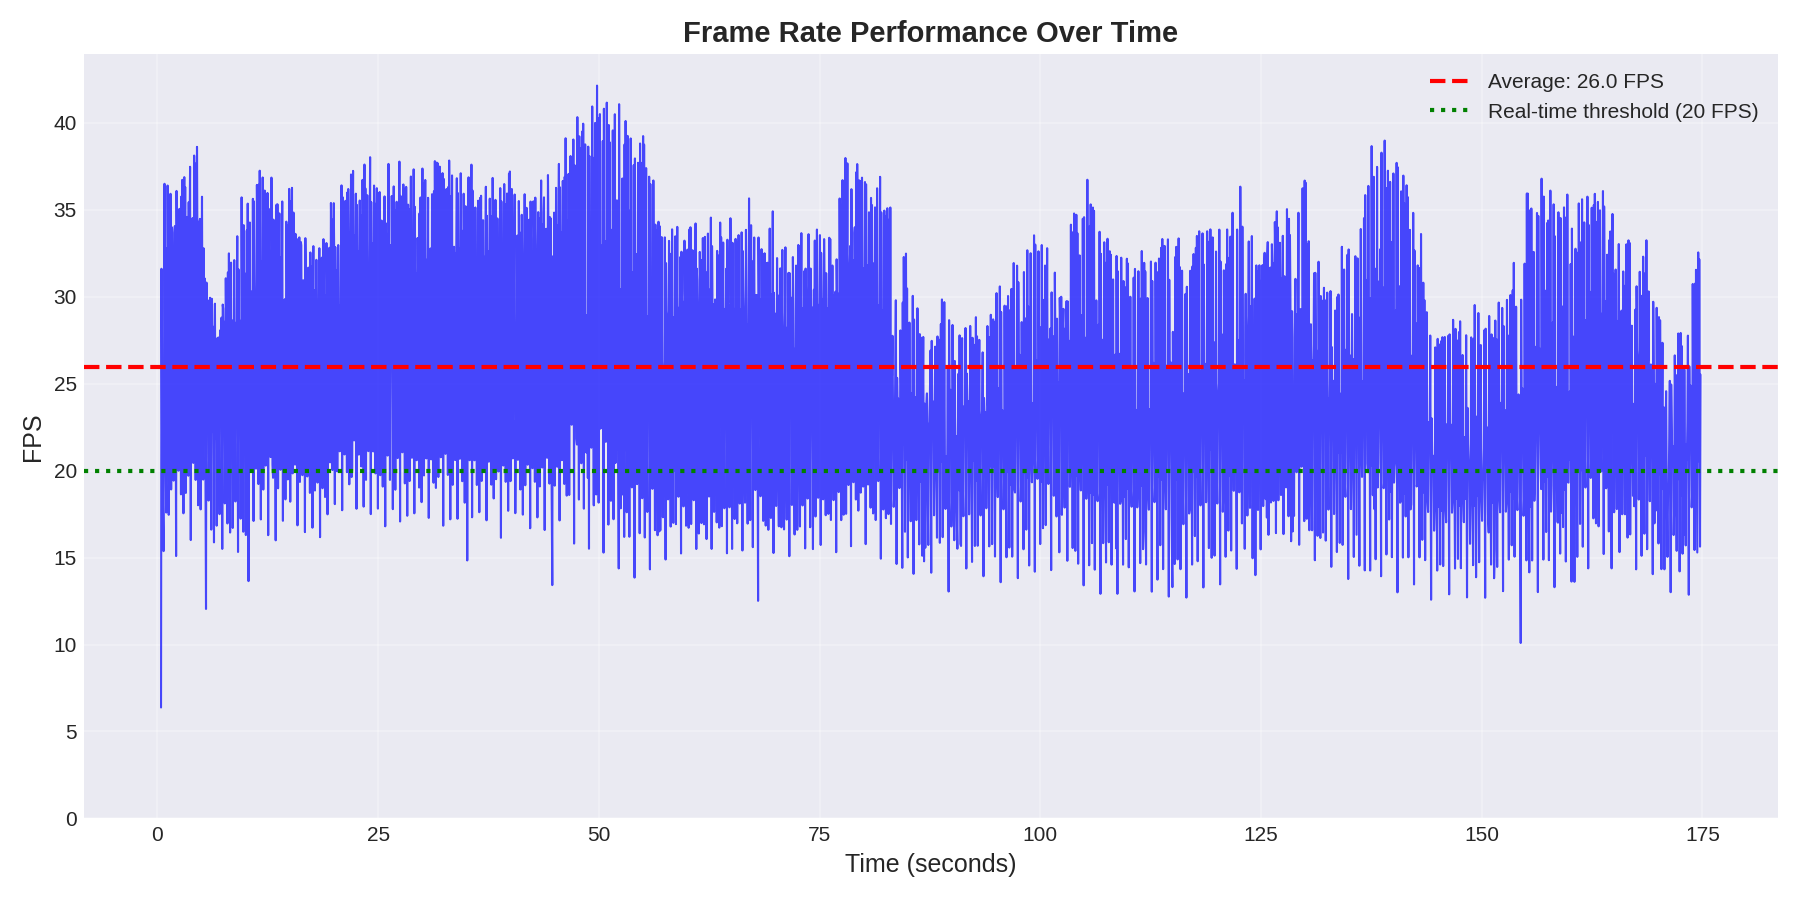 Frame Rate Performance Over Time
Average: 26.0 FPS
Real-time threshold (20 FPS)
FPS
40
35
30
25
20
15
10
5
0
0 25 50 75 100 125 150 175
Time (seconds)